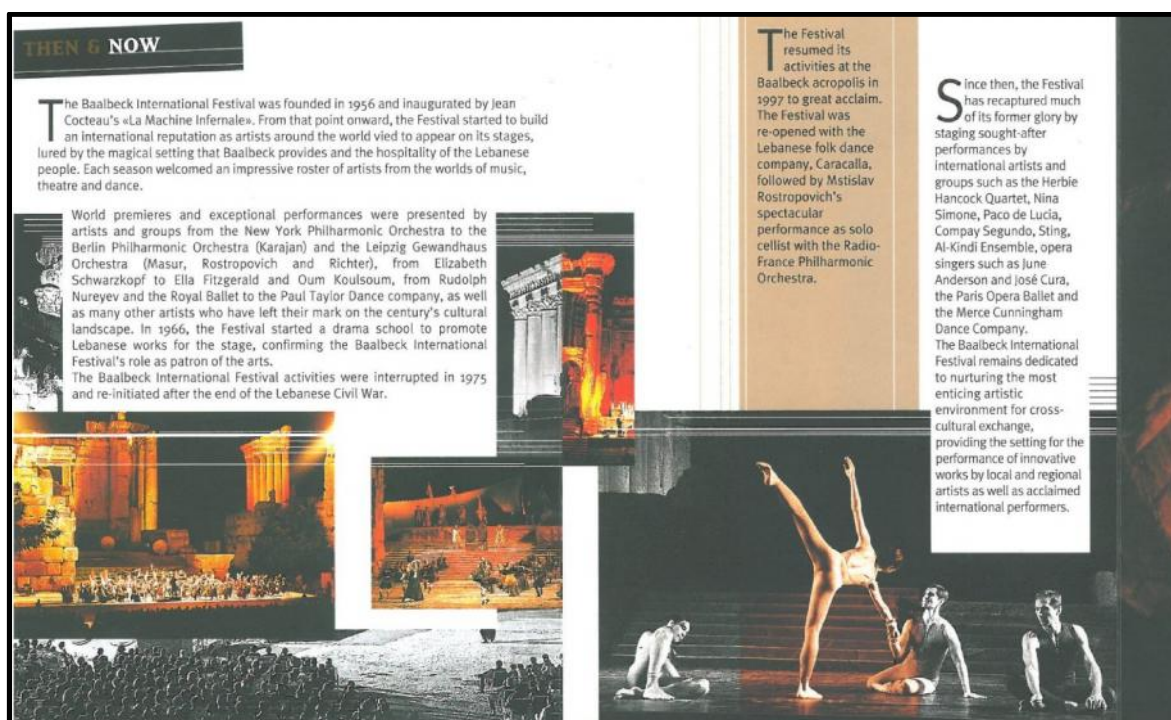 THEN & NOW
The Baalbeck International Festival was founded in 1956 and inaugurated by Jean
Cocteau's «La Machine Infernale». From that point onward, the Festival started to build
an international reputation as artists around the world vied to appear on its stages,
lured by the magical setting that Baalbeck provides and the hospitality of the Lebanese
people. Each season welcomed an impressive roster of artists from the worlds of music,
theatre and dance.
World premieres and exceptional performances were presented by
artists and groups from the New York Philharmonic Orchestra to the
Berlin Philharmonic Orchestra (Karajan) and the Leipzig Gewandhaus
Orchestra (Masur, Rostropovich and Richter), from Elizabeth
Schwarzkopf to Ella Fitzgerald and Oum Koulsoum, from Rudolph
Nureyev and the Royal Ballet to the Paul Taylor Dance company, as well
as many other artists who have left their mark on the century's cultural
landscape. In 1966, the Festival started a drama school to promote
Lebanese works for the stage, confirming the Baalbeck International
Festival's role as patron of the arts.
The Baalbeck International Festival activities were interrupted in 1975
and re-initiated after the end of the Lebanese Civil War.
The Festival
resumed its
activities at the
Baalbeck acropolis in
1997 to great acclaim.
The Festival was
re-opened with the
Lebanese folk dance
company, Caracalla,
followed by Mstislav
Rostropovich's
spectacular
performance as solo
cellist with the Radio-
France Philharmonic
Orchestra.
Since then, the Festival
has recaptured much
of its former glory by
staging sought-after
performances by
international artists and
groups such as the Herbie
Hancock Quartet, Nina
Simone, Paco de Lucia,
Compay Segundo, Sting,
Al-Kindi Ensemble, opera
singers such as June
Anderson and José Cura,
the Paris Opera Ballet and
the Merce Cunningham
Dance Company.
The Baalbeck International
Festival remains dedicated
to nurturing the most
enticing artistic
environment for cross-
cultural exchange,
providing the setting for the
performance of innovative
works by local and regional
artists as well as acclaimed
international performers.